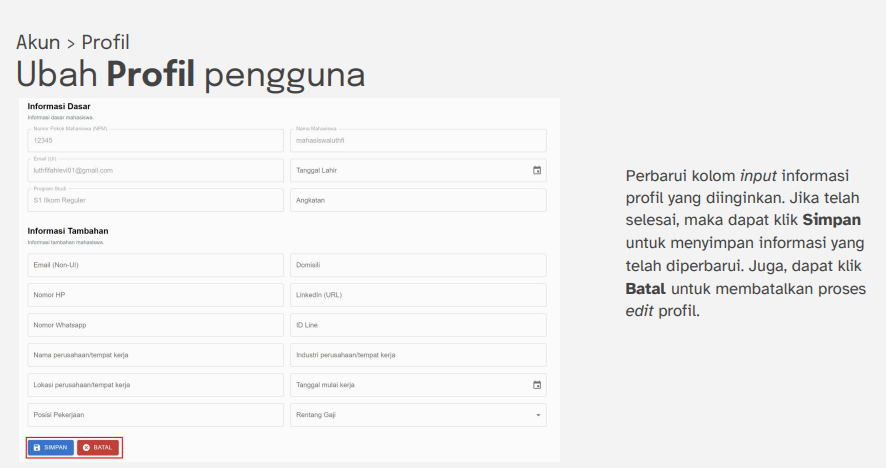 Akun > Profil
Ubah Profil pengguna
Informasi Dasar
Informasi dasar mahasiswa.
Nomor Pokok Mahasiswa (NPM)
12345
Nama Mahasiswa
mahasiswaluthfi
Email (UI)
luthfifahlevi01@gmail.com
Tanggal Lahir
Program Studi
S1 Ilkom Reguler
Angkatan
Informasi Tambahan
Informasi tambahan mahasiswa.
Email (Non-UI)
Domisili
Nomor HP
LinkedIn (URL)
Nomor Whatsapp
ID Line
Nama perusahaan/tempat kerja
Industri perusahaan/tempat kerja
Lokasi perusahaan/tempat kerja
Tanggal mulai kerja
Posisi Pekerjaan
Rentang Gaji
SIMPAN
BATAL
Perbarui kolom input informasi
profil yang diinginkan. Jika telah
selesai, maka dapat klik Simpan
untuk menyimpan informasi yang
telah diperbarui. Juga, dapat klik
Batal untuk membatalkan proses
edit profil.